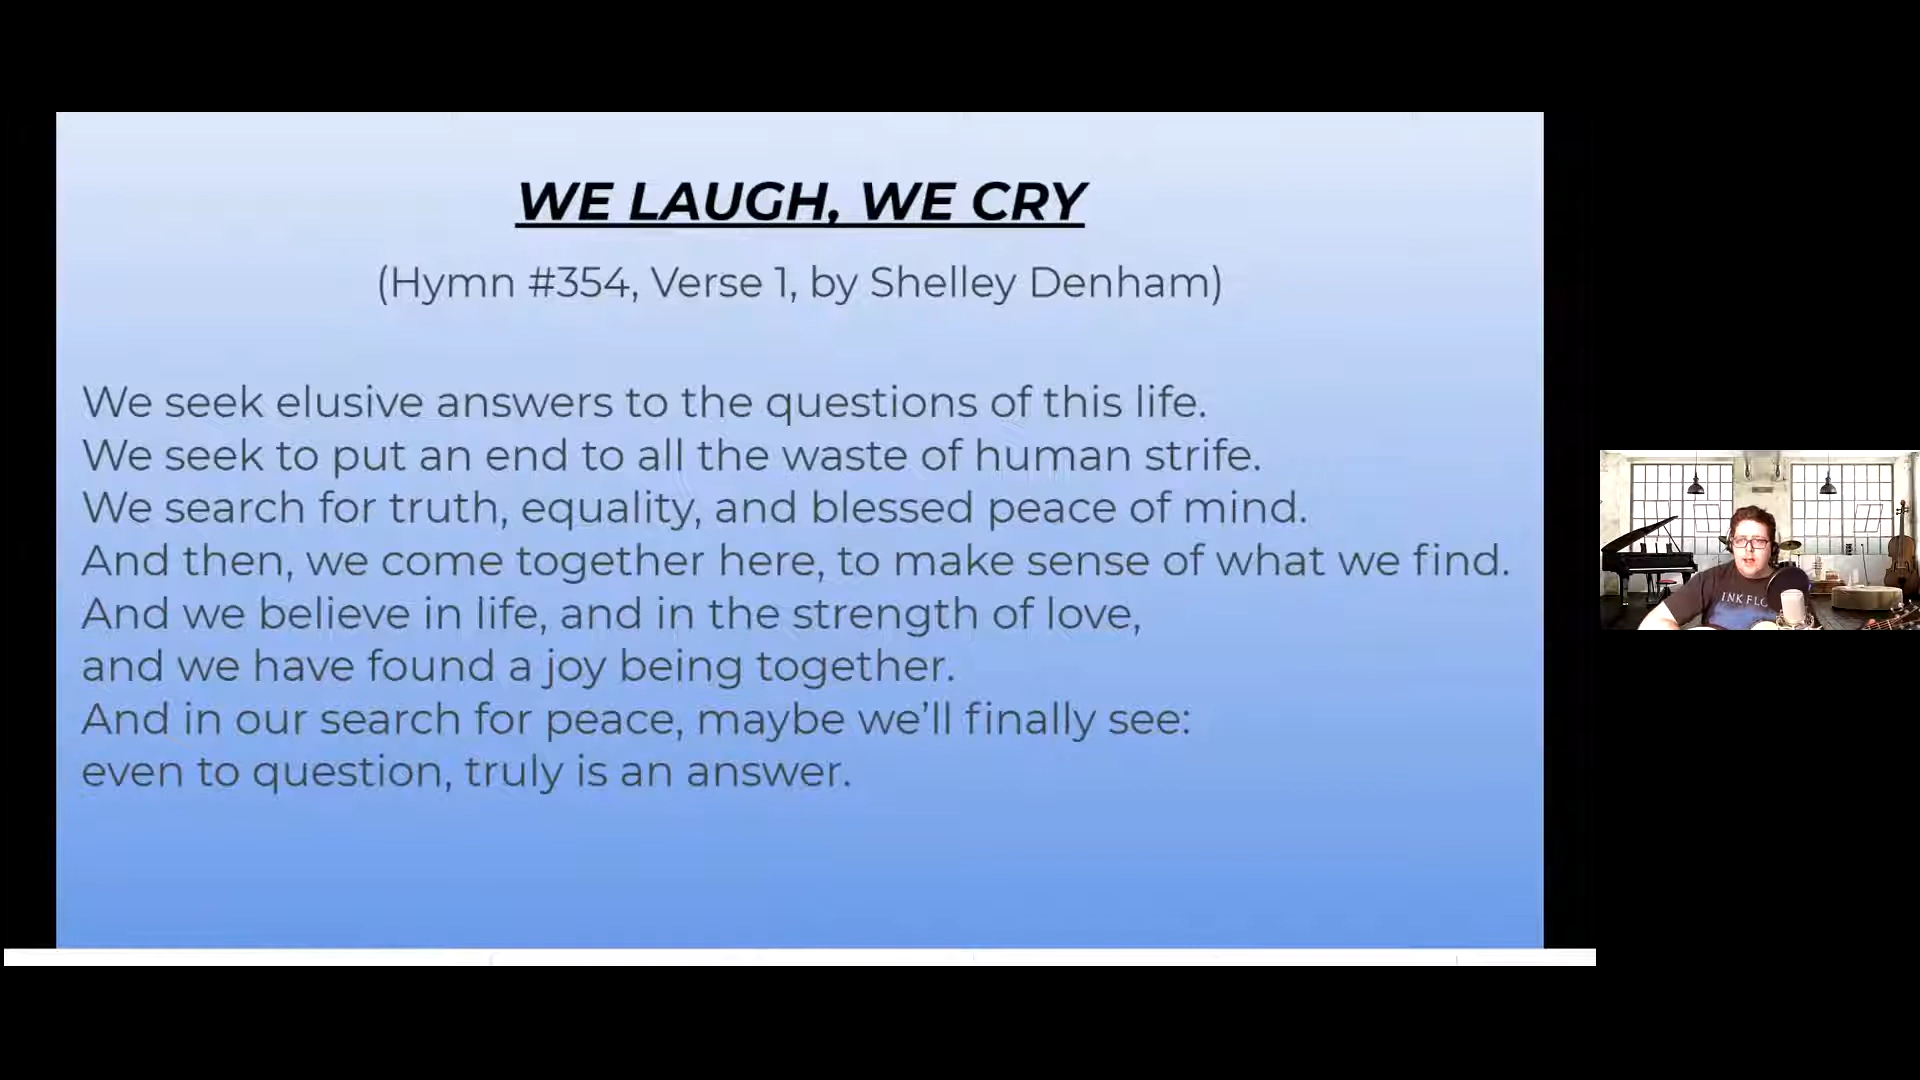 WE LAUGH, WE CRY
(Hymn #354, Verse 1, by Shelley Denham)
We seek elusive answers to the questions of this life.
We seek to put an end to all the waste of human strife.
We search for truth, equality, and blessed peace of mind.
And then, we come together here, to make sense of what we find.
And we believe in life, and in the strength of love,
and we have found a joy being together.
And in our search for peace, maybe we'll finally see:
even to question, truly is an answer.
INK FLO